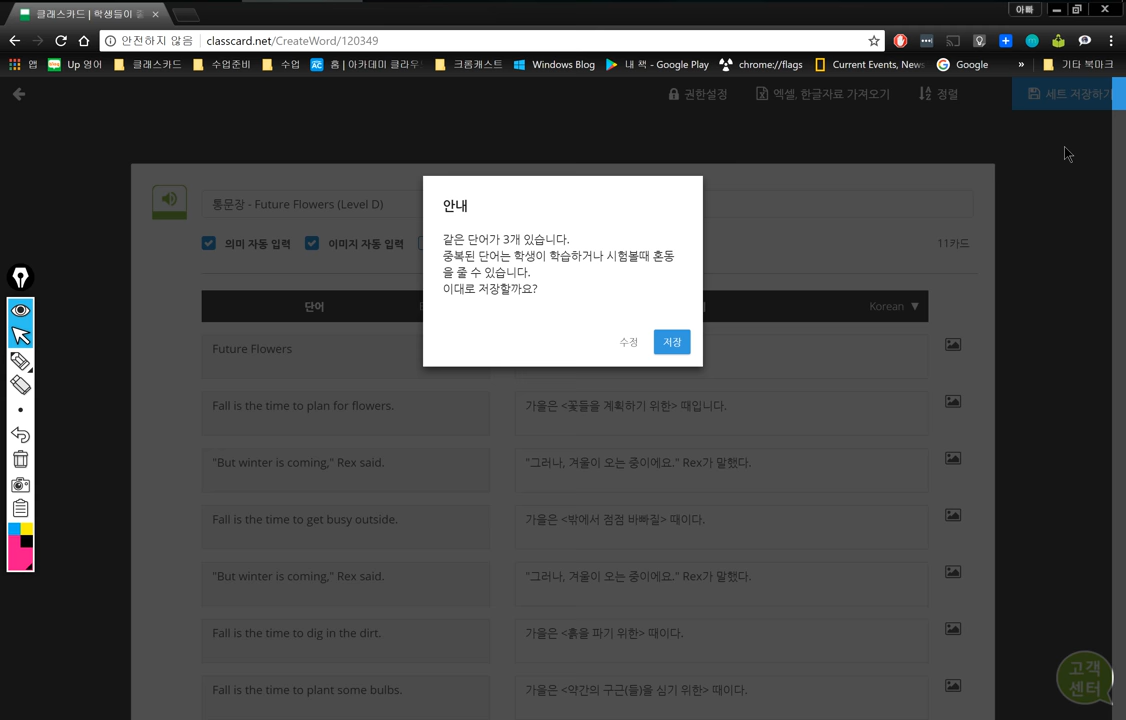 클래스카드 | 학생들이 좋
아빠
안전하지 않음 classcard.net/CreateWord/120349
앱 Up 영어 클래스카드 수업준비 수업 홈 | 아카데미 클라우 크롬캐스트 Windows Blog 내 책 - Google Play chrome://flags Current Events, News Google » 기타 북마크
권한설정 엑셀, 한글자료 가져오기 정렬 세트 저장하기
통문장 - Future Flowers (Level D)
의미 자동 입력 이미지 자동 입력 11카드
단어 Korean ▼
안내
같은 단어가 3개 있습니다.
중복된 단어는 학생이 학습하거나 시험볼때 혼동
을 줄 수 있습니다.
이대로 저장할까요?
수정 저장
Future Flowers
Fall is the time to plan for flowers. 가을은 <꽃들을 계획하기 위한> 때입니다.
"But winter is coming," Rex said. "그러나, 겨울이 오는 중이에요." Rex가 말했다.
Fall is the time to get busy outside. 가을은 <밖에서 점점 바빠질> 때이다.
"But winter is coming," Rex said. "그러나, 겨울이 오는 중이에요." Rex가 말했다.
Fall is the time to dig in the dirt. 가을은 <흙을 파기 위한> 때이다.
Fall is the time to plant some bulbs. 가을은 <약간의 구근(들)을 심기 위한> 때이다.
고객
센터